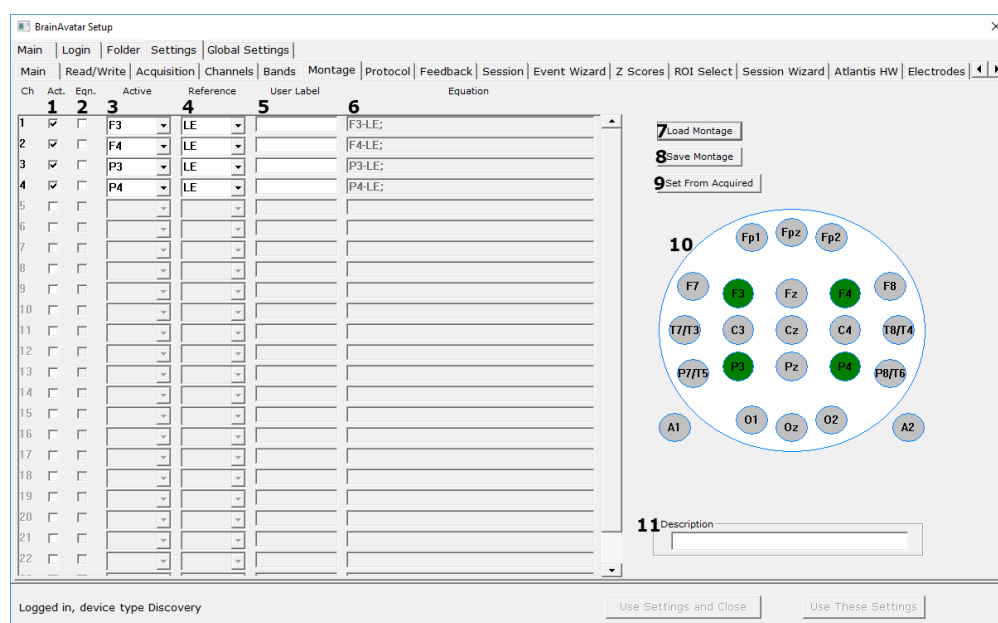 BrainAvatar Setup
Main Login Folder Settings Global Settings
Main Read/Write Acquisition Channels Bands Montage Protocol Feedback Session Event Wizard Z Scores ROI Select Session Wizard Atlantis HW Electrodes
Ch Act. Eqn. Active Reference User Label Equation
1 2 3 4 5 6
1 F3 LE F3-LE;
2 F4 LE F4-LE;
3 P3 LE P3-LE;
4 P4 LE P4-LE;
5
6
7
8
9
10
11
12
13
14
15
16
17
18
19
20
21
22
7 Load Montage
8 Save Montage
9 Set From Acquired
10
Fp1 Fpz Fp2
F7 F3 Fz F4 F8
T7/T3 C3 Cz C4 T8/T4
P7/T5 P3 Pz P4 P8/T6
A1 O1 Oz O2 A2
11 Description
Logged in, device type Discovery
Use Settings and Close Use These Settings